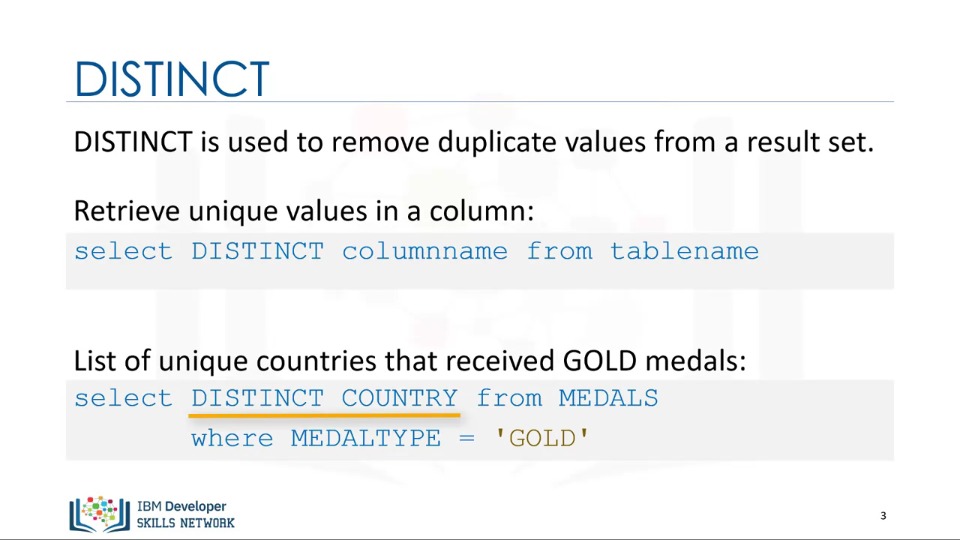 DISTINCT
DISTINCT is used to remove duplicate values from a result set.
Retrieve unique values in a column:
select DISTINCT columnname from tablename
List of unique countries that received GOLD medals:
select DISTINCT COUNTRY from MEDALS
where MEDALTYPE = 'GOLD'
IBM Developer
SKILLS NETWORK
3